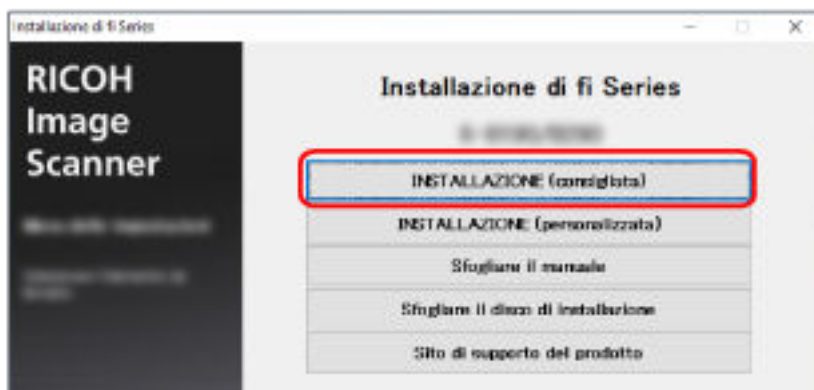 Installazione di fi Series
RICOH
Image
Scanner
Installazione di fi Series
INSTALLAZIONE (consigliata)
INSTALLAZIONE (personalizzata)
Sfogliare il manuale
Sfogliare il disco di installazione
Sito di supporto del prodotto